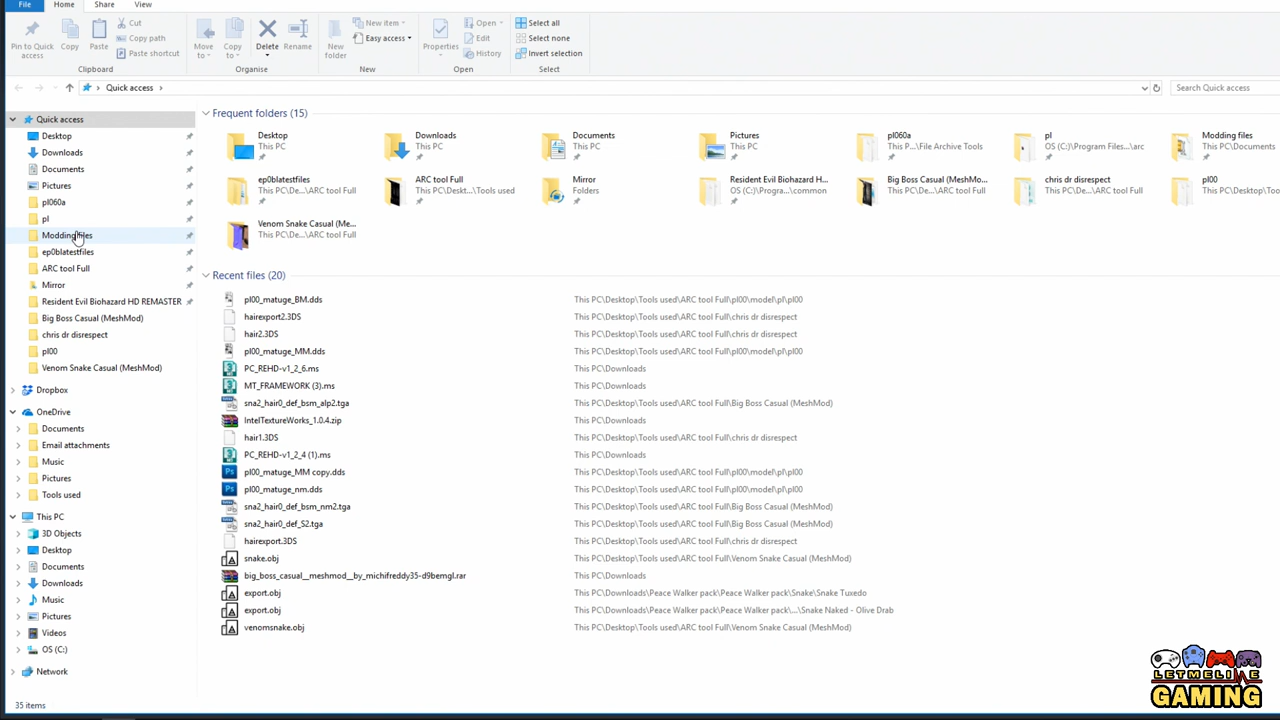 File Home Share View
Pin to Quick access
Copy
Paste
Cut
Copy path
Paste shortcut
Clipboard
Move to
Copy to
Delete
Rename
Organise
New folder
New item
Easy access
New
Properties
Open
Edit
History
Open
Select all
Select none
Invert selection
Select
Quick access
Search Quick access
Quick access
Desktop
Downloads
Documents
Pictures
pl060a
pl
Modding files
ep0blatestfiles
ARC tool Full
Mirror
Resident Evil Biohazard HD REMASTER
Big Boss Casual (MeshMod)
chris dr disrespect
pl00
Venom Snake Casual (MeshMod)
Dropbox
OneDrive
Documents
Email attachments
Music
Pictures
Tools used
This PC
3D Objects
Desktop
Documents
Downloads
Music
Pictures
Videos
OS (C:)
Network
35 items
Frequent folders (15)
Desktop
This PC
Downloads
This PC
Documents
This PC
Pictures
This PC
pl060a
This P...\File Archive Tools
pl
OS (C:)\Program Files...\arc
Modding files
This PC\Documents
ep0blatestfiles
This PC\De...\ARC tool Full
ARC tool Full
This PC\Deskt...\Tools used
Mirror
Folders
Resident Evil Biohazard H...
OS (C:)\Progra...\common
Big Boss Casual (MeshMo...
This PC\De...\ARC tool Full
chris dr disrespect
This PC\De...\ARC tool Full
pl00
This PC\Desktop\To
Venom Snake Casual (Me...
This PC\De...\ARC tool Full
Recent files (20)
pl00_matuge_BM.dds This PC\Desktop\Tools used\ARC tool Full\pl00\model\pl\pl00
hairexport2.3DS This PC\Desktop\Tools used\ARC tool Full\chris dr disrespect
hair2.3DS This PC\Desktop\Tools used\ARC tool Full\chris dr disrespect
pl00_matuge_MM.dds This PC\Desktop\Tools used\ARC tool Full\pl00\model\pl\pl00
PC_REHD-v1_2_6.ms This PC\Downloads
MT_FRAMEWORK (3).ms This PC\Downloads
sna2_hair0_def_bsm_alp2.tga This PC\Desktop\Tools used\ARC tool Full\Big Boss Casual (MeshMod)
IntelTextureWorks_1.0.4.zip This PC\Downloads
hair1.3DS This PC\Desktop\Tools used\ARC tool Full\chris dr disrespect
PC_REHD-v1_2_4 (1).ms This PC\Downloads
pl00_matuge_MM copy.dds This PC\Desktop\Tools used\ARC tool Full\pl00\model\pl\pl00
pl00_matuge_nm.dds This PC\Desktop\Tools used\ARC tool Full\pl00\model\pl\pl00
sna2_hair0_def_bsm_nm2.tga This PC\Desktop\Tools used\ARC tool Full\Big Boss Casual (MeshMod)
sna2_hair0_def_S2.tga This PC\Desktop\Tools used\ARC tool Full\Big Boss Casual (MeshMod)
hairexport.3DS This PC\Desktop\Tools used\ARC tool Full\chris dr disrespect
snake.obj This PC\Desktop\Tools used\ARC tool Full\Venom Snake Casual (MeshMod)
big_boss_casual__meshmod__by_michifreddy35-d9bemgl.rar This PC\Downloads
export.obj This PC\Downloads\Peace Walker pack\Peace Walker pack\Snake\Snake Tuxedo
export.obj This PC\Downloads\Peace Walker pack\Peace Walker pack\...\Snake Naked - Olive Drab
venomsnake.obj This PC\Desktop\Tools used\ARC tool Full\Venom Snake Casual (MeshMod)
LETMELIVE
GAMING